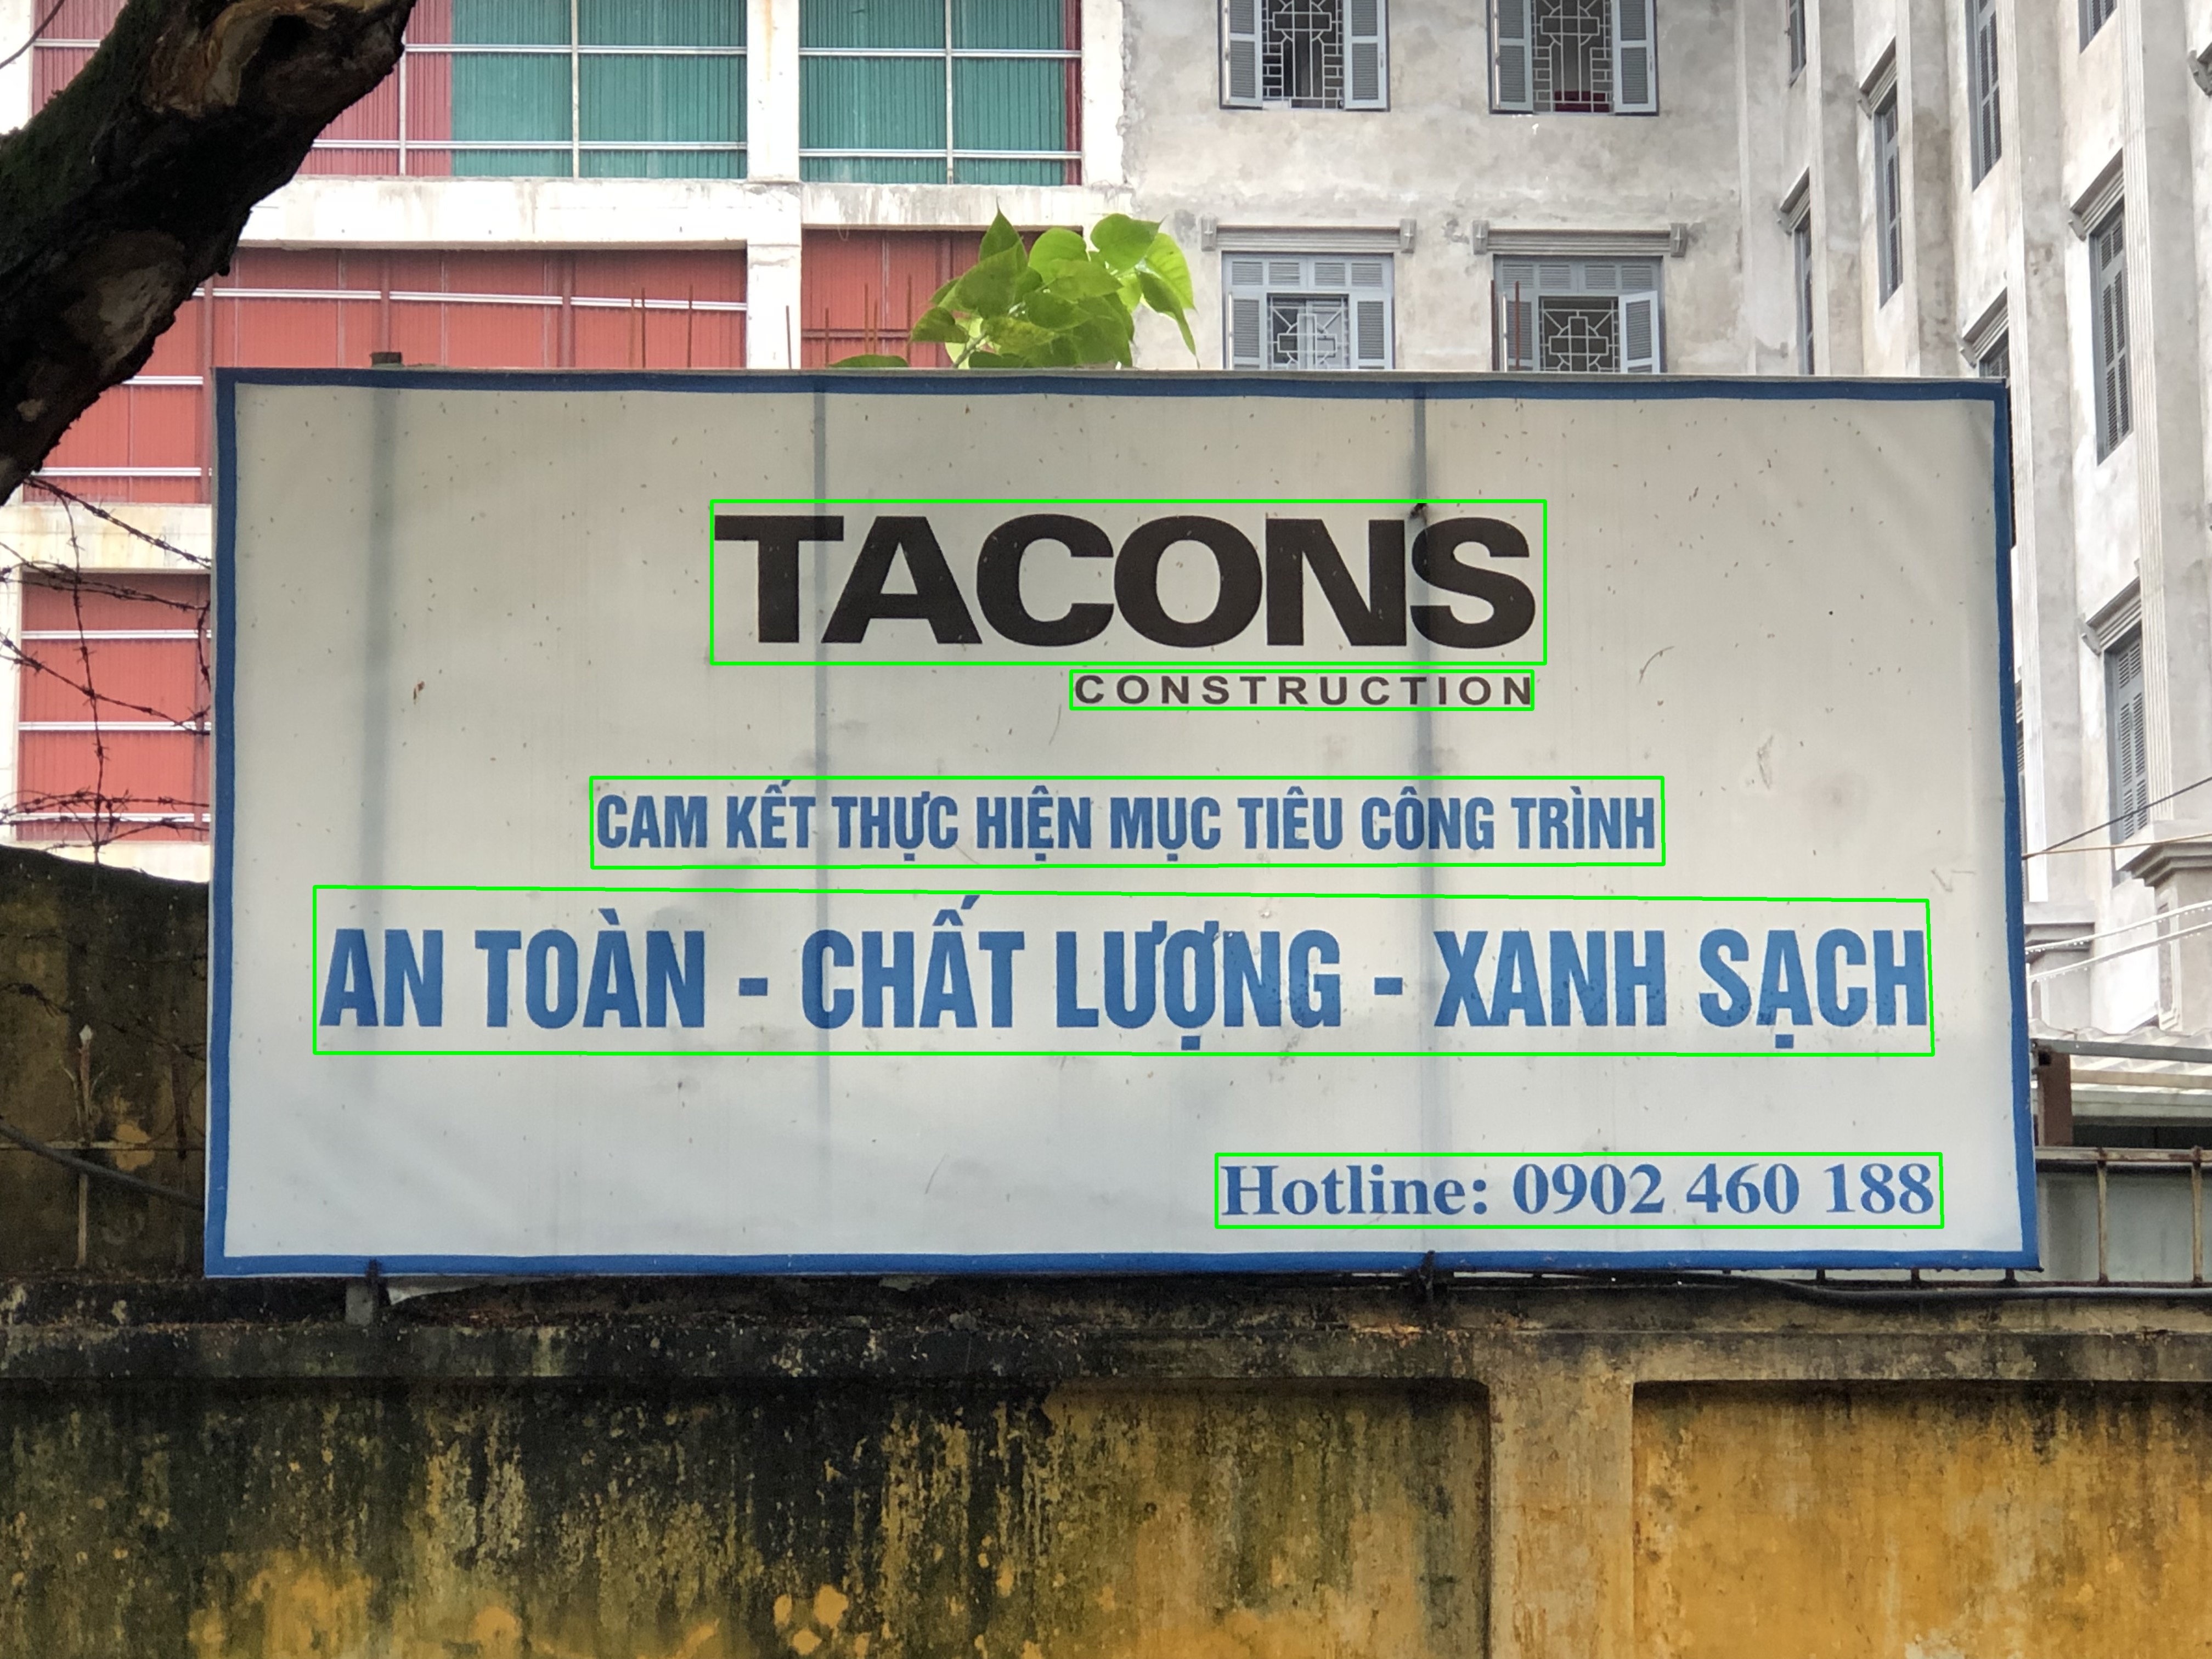 TACONS
CONSTRUCTION
CAM KẾT THỰC HIỆN MỤC TIÊU CÔNG TRÌNH
AN TOÀN - CHẤT LƯỢNG - XANH SẠCH
Hotline: 0902 460 188